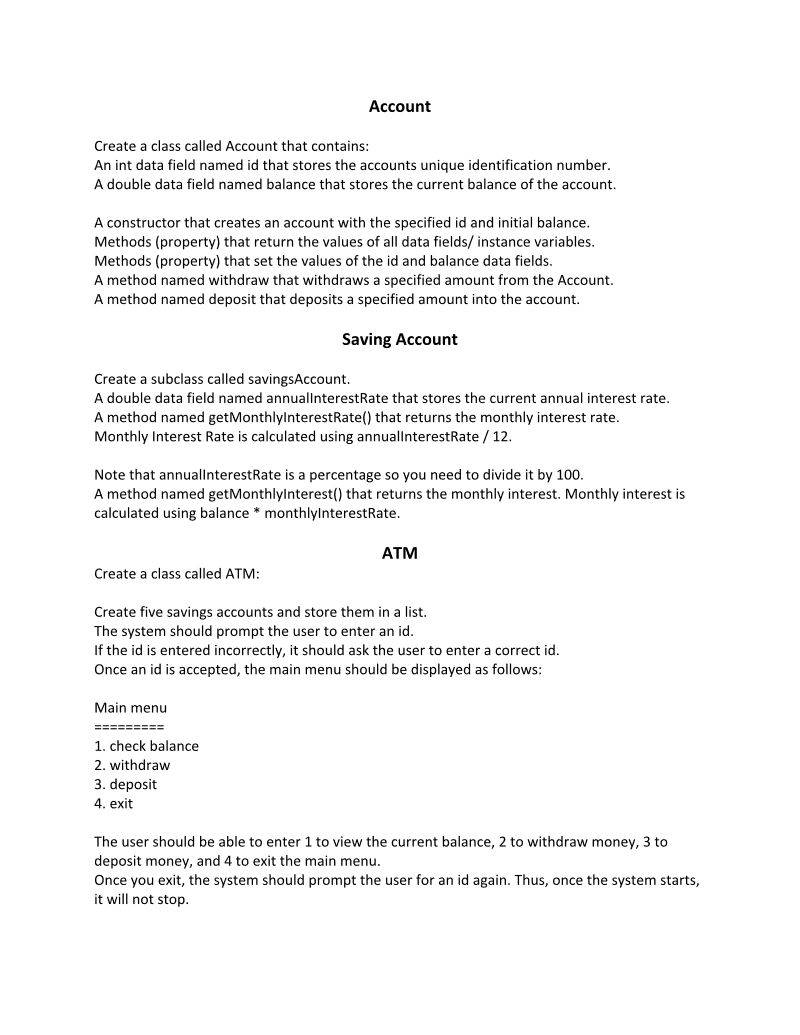 Account
Create a class called Account that contains:
An int data field named id that stores the accounts unique identification number.
A double data field named balance that stores the current balance of the account.
A constructor that creates an account with the specified id and initial balance.
Methods (property) that return the values of all data fields/ instance variables.
Methods (property) that set the values of the id and balance data fields.
A method named withdraw that withdraws a specified amount from the Account.
A method named deposit that deposits a specified amount into the account.
Saving Account
Create a subclass called savingsAccount.
A double data field named annualInterestRate that stores the current annual interest rate.
A method named getMonthlyInterestRate() that returns the monthly interest rate.
Monthly Interest Rate is calculated using annualInterestRate / 12.
Note that annualInterestRate is a percentage so you need to divide it by 100.
A method named getMonthlyInterest() that returns the monthly interest. Monthly interest is
calculated using balance * monthlyInterestRate.
ATM
Create a class called ATM:
Create five savings accounts and store them in a list.
The system should prompt the user to enter an id.
If the id is entered incorrectly, it should ask the user to enter a correct id.
Once an id is accepted, the main menu should be displayed as follows:
Main menu
=========
1. check balance
2. withdraw
3. deposit
4. exit
The user should be able to enter 1 to view the current balance, 2 to withdraw money, 3 to
deposit money, and 4 to exit the main menu.
Once you exit, the system should prompt the user for an id again. Thus, once the system starts,
it will not stop.